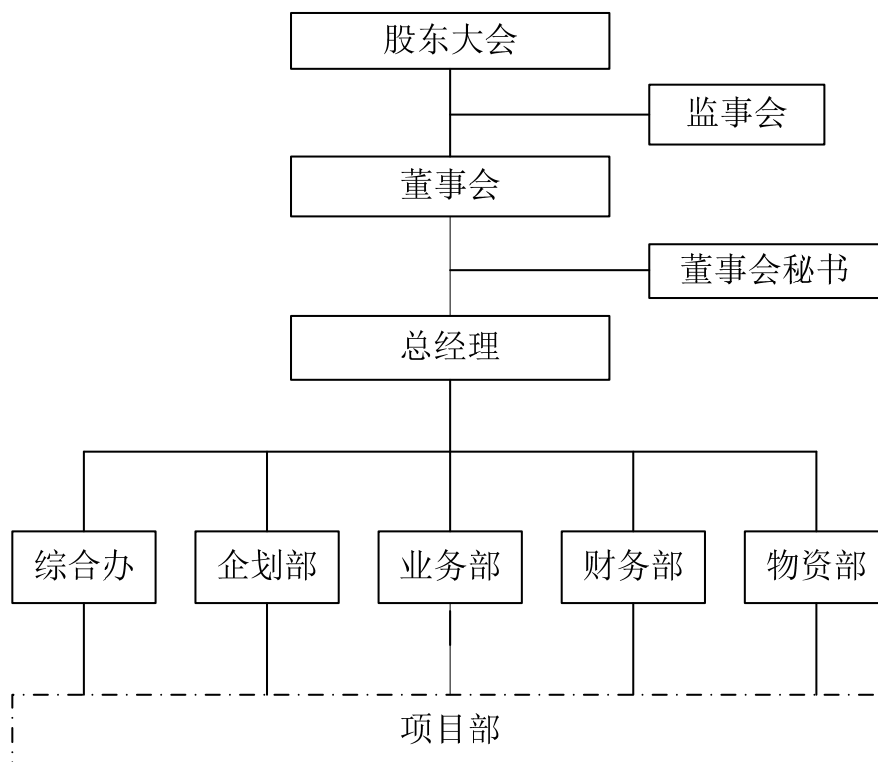 股东大会
监事会
董事会
董事会秘书
总经理
综合办
企划部
业务部
财务部
物资部
项目部